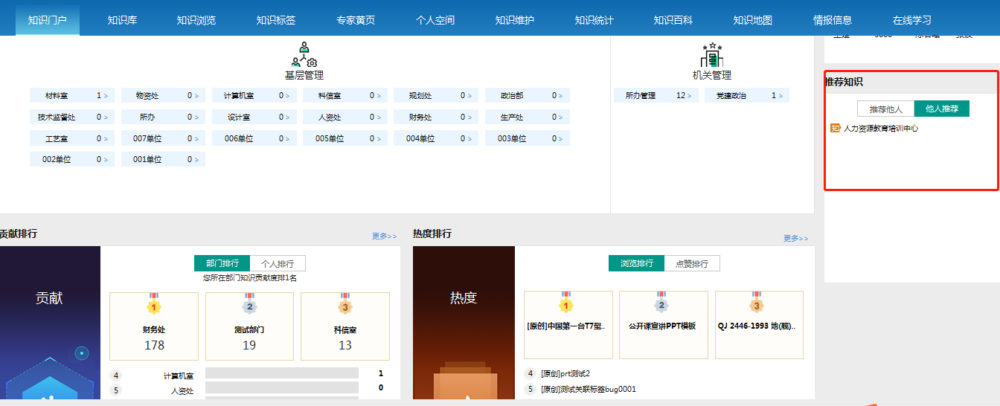 知识门户 知识库 知识浏览 知识标签 专家黄页 个人空间 知识维护 知识统计 知识百科 知识地图 情报信息 在线学习
基层管理
材料室 1 > 物资处 0 > 计算机室 0 > 科信室 0 > 规划处 0 > 政治部 0 >
技术监督处 0 > 所办 0 > 设计室 0 > 人资处 0 > 财务处 0 > 生产处 0 >
工艺室 0 > 007单位 0 > 006单位 0 > 005单位 0 > 004单位 0 > 003单位 0 >
002单位 0 > 001单位 0 >
机关管理
所办管理 12 > 党建政治 1 >
推荐知识
推荐他人 他人推荐
知 人力资源教育培训中心
贡献排行 更多>>
贡献
部门排行 个人排行
您所在部门知识贡献度排1名
1 2 3
财务处 测试部门 科信室
178 19 13
4 计算机室 1
5 人资处 0
热度排行 更多>>
热度
浏览排行 点赞排行
1 2 3
[原创]中国第一台T7型.. 公开课宣讲PPT模板 QJ 2446-1993 地(舰)..
4 [原创]prt测试2
5 [原创]测试关联标签bug0001